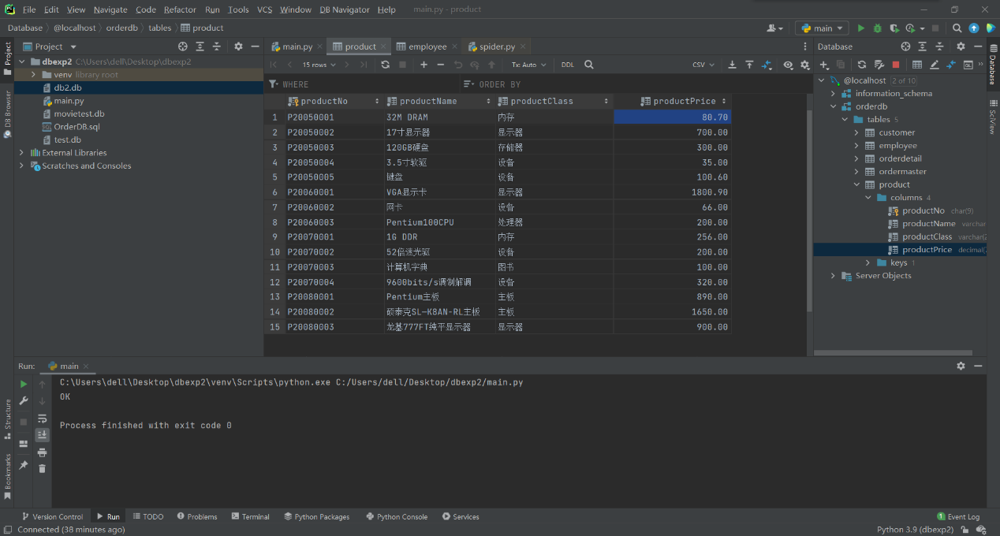 File Edit View Navigate Code Refactor Run Tools VCS Window DB Navigator Help main.py - product
Database @localhost orderdb tables product main
Project main.py product employee spider.py Database
dbexp2 C:\Users\dell\Desktop\dbexp2
venv library root
db2.db
main.py
movietest.db
OrderDB.sql
test.db
External Libraries
Scratches and Consoles
15 rows Tx: Auto DDL CSV
WHERE ORDER BY
productNo productName productClass productPrice
1 P20050001 32M DRAM 内存 80.70
2 P20050002 17寸显示器 显示器 700.00
3 P20050003 120GB硬盘 存储器 300.00
4 P20050004 3.5寸软驱 设备 35.00
5 P20050005 键盘 设备 100.60
6 P20060001 VGA显示卡 显示器 1800.90
7 P20060002 网卡 设备 66.00
8 P20060003 Pentium100CPU 处理器 200.00
9 P20070001 1G DDR 内存 256.00
10 P20070002 52倍速光驱 设备 200.00
11 P20070003 计算机字典 图书 100.00
12 P20070004 9600bits/s调制解调 设备 320.00
13 P20080001 Pentium主板 主板 890.00
14 P20080002 硕泰克SL-K8AN-RL主板 主板 1650.00
15 P20080003 龙基777FT纯平显示器 显示器 900.00
@localhost 2 of 10
information_schema
orderdb
tables 5
customer
employee
orderdetail
ordermaster
product
columns 4
productNo char(9)
productName varchar
productClass varchar(2
productPrice decimal(7
keys 1
Server Objects
Project
DB Browser
Structure
Bookmarks
Database
SciView
Run: main
C:\Users\dell\Desktop\dbexp2\venv\Scripts\python.exe C:/Users/dell/Desktop/dbexp2/main.py
OK
Process finished with exit code 0
Version Control Run TODO Problems Terminal Python Packages Python Console Services 1 Event Log
Connected (38 minutes ago) Python 3.9 (dbexp2)